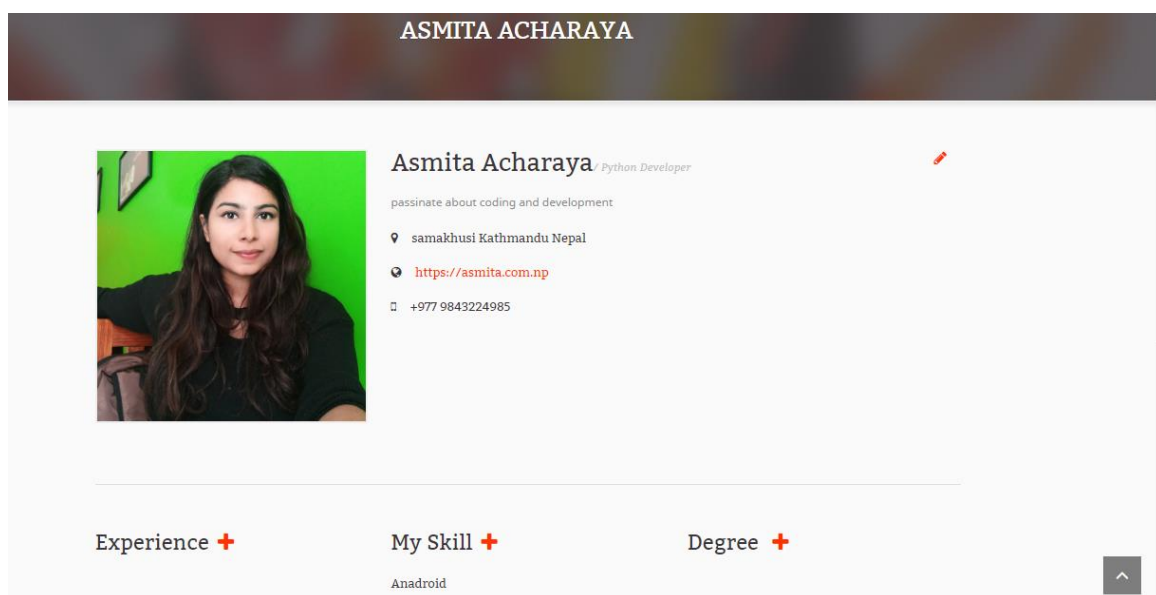 ASMITA ACHARAYA
Asmita Acharaya/ Python Developer
passinate about coding and development
samakhusi Kathmandu Nepal
https://asmita.com.np
+977 9843224985
Experience +
My Skill +
Degree +
Anadroid